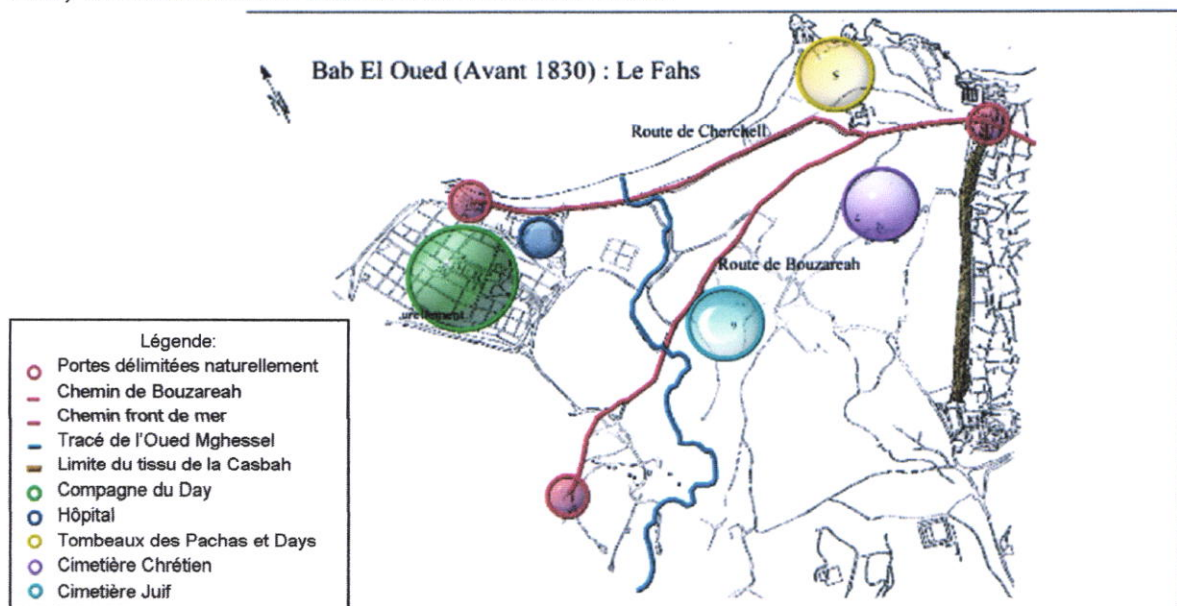 Bab El Oued (Avant 1830) : Le Fahs
Route de Cherchell
Route de Bouzareah
urellement
Légende:
Portes délimitées naturellement
Chemin de Bouzareah
Chemin front de mer
Tracé de l'Oued Mghessel
Limite du tissu de la Casbah
Compagne du Day
Hôpital
Tombeaux des Pachas et Days
Cimetière Chrétien
Cimetière Juif